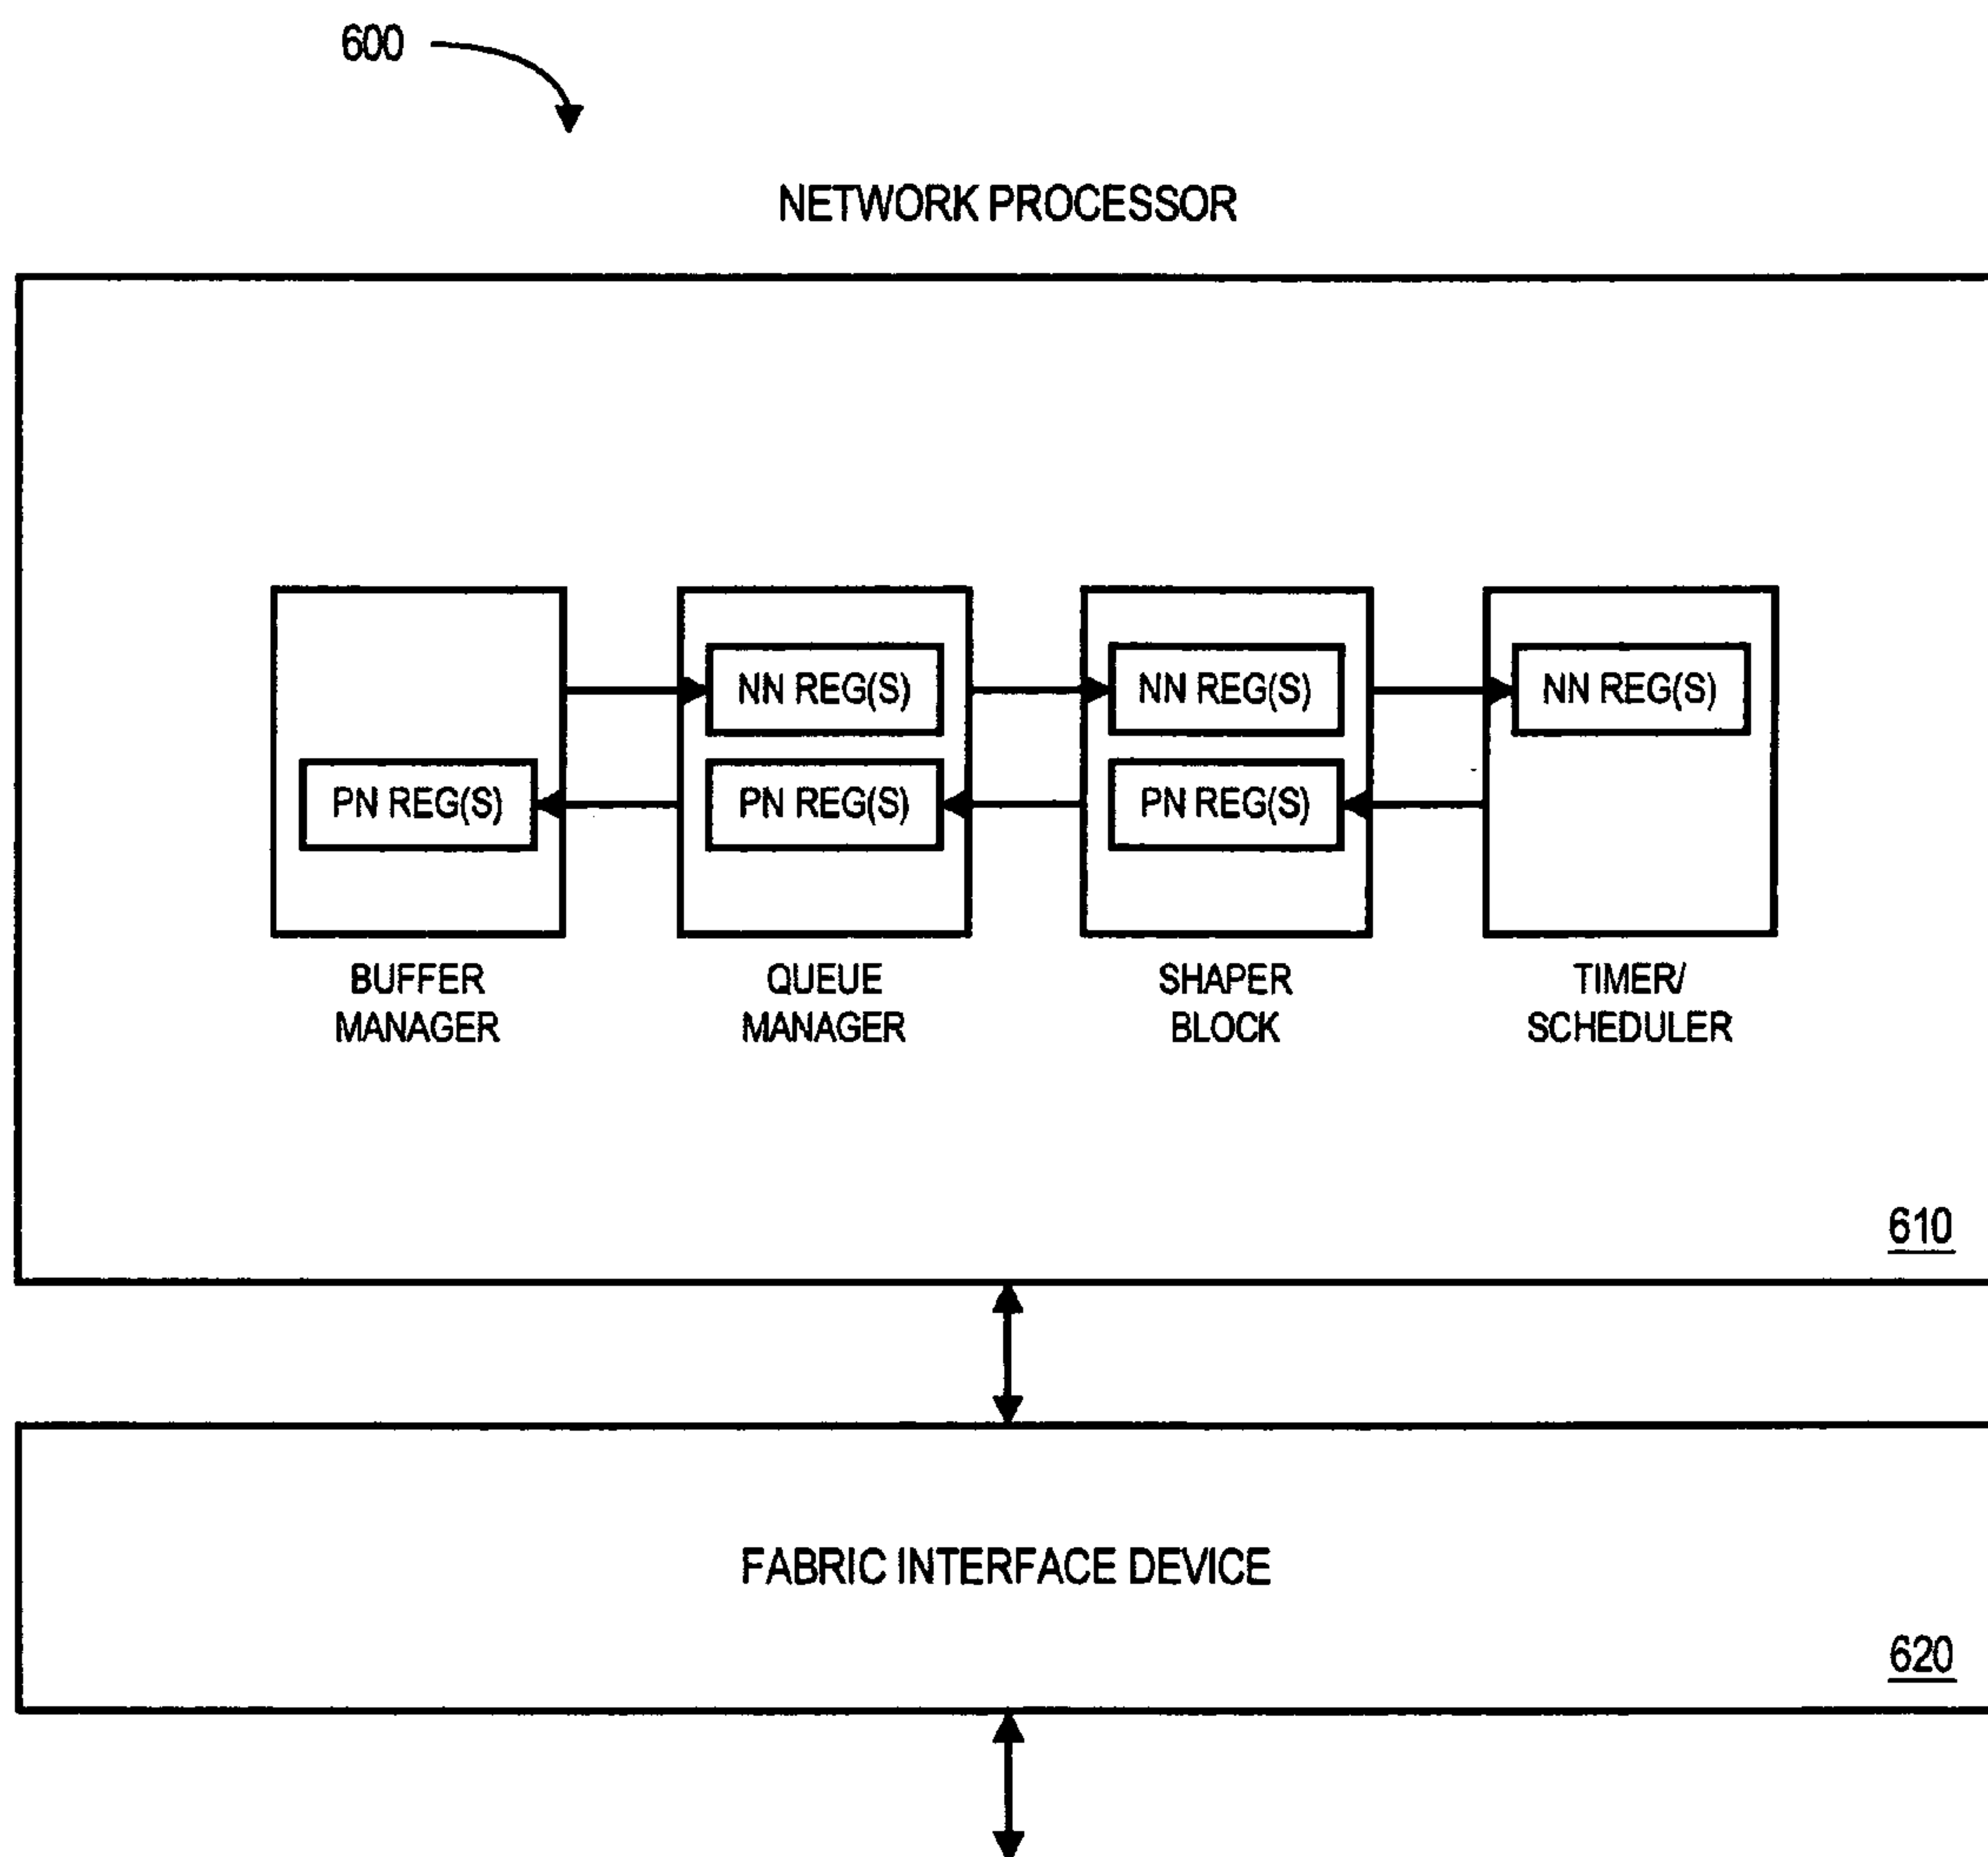 600
NETWORK PROCESSOR
NN REG(S)
NN REG(S)
NN REG(S)
PN REG(S)
PN REG(S)
PN REG(S)
BUFFER
MANAGER
QUEUE
MANAGER
SHAPER
BLOCK
TIMER/
SCHEDULER
610
FABRIC INTERFACE DEVICE
620